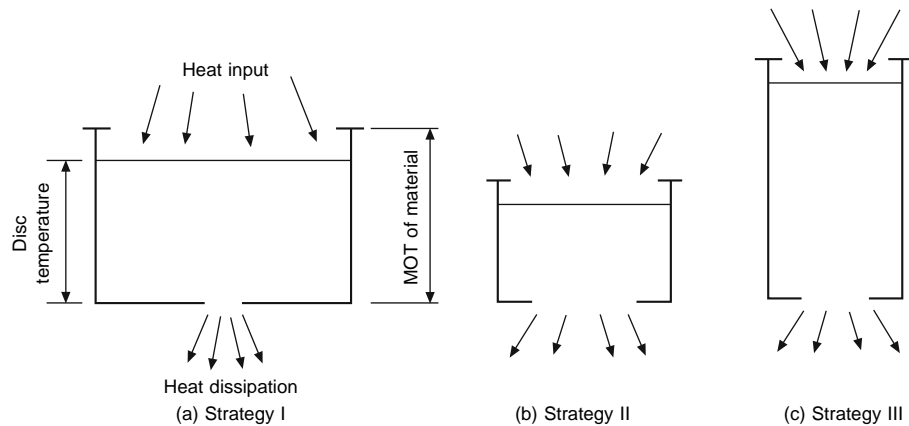 Heat input
Disc
temperature
MOT of material
Heat dissipation
(a) Strategy I
(b) Strategy II
(c) Strategy III